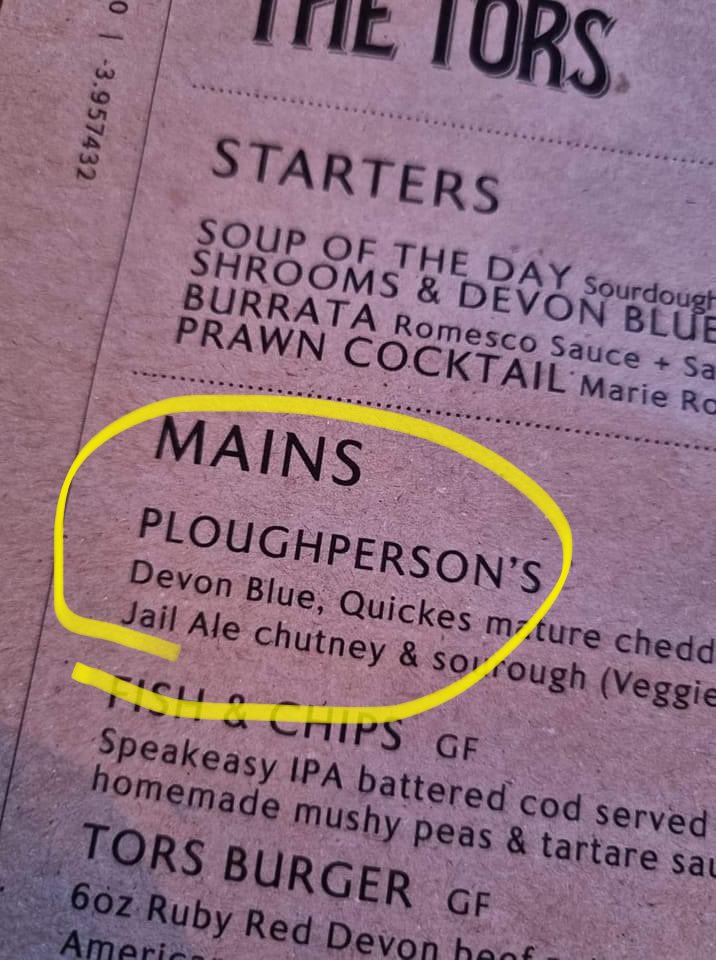 THE TORS
0 | -3.957432
STARTERS
SOUP OF THE DAY Sourdough
SHROOMS & DEVON BLUE
BURRATA Romesco Sauce + Sa
PRAWN COCKTAIL Marie Ro
MAINS
PLOUGHPERSON'S
Devon Blue, Quickes mature chedd
Jail Ale chutney & sourough (Veggie
FISH & CHIPS GF
Speakeasy IPA battered cod served
homemade mushy peas & tartare sau
TORS BURGER GF
6oz Ruby Red Devon beef
America